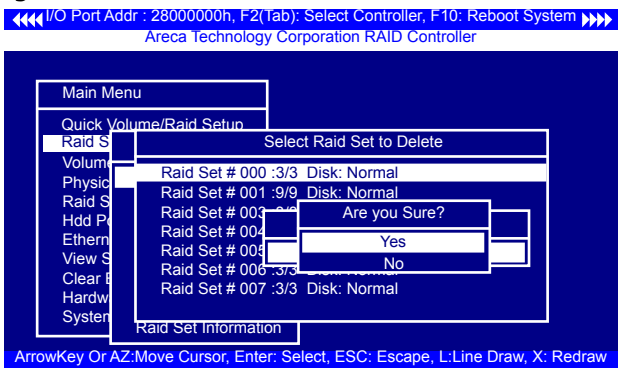 I/O Port Addr : 28000000h, F2(Tab): Select Controller, F10: Reboot System
Areca Technology Corporation RAID Controller
Main Menu
Quick Volume/Raid Setup
Raid S
Volume
Physic
Raid S
Hdd Po
Ethern
View S
Clear E
Hardw
System
Select Raid Set to Delete
Raid Set # 000 :3/3 Disk: Normal
Raid Set # 001 :9/9 Disk: Normal
Raid Set # 003
Raid Set # 004
Raid Set # 005
Raid Set # 006 :3/3 Disk: Normal
Raid Set # 007 :3/3 Disk: Normal
Are you Sure?
Yes
No
Raid Set Information
ArrowKey Or AZ:Move Cursor, Enter: Select, ESC: Escape, L:Line Draw, X: Redraw